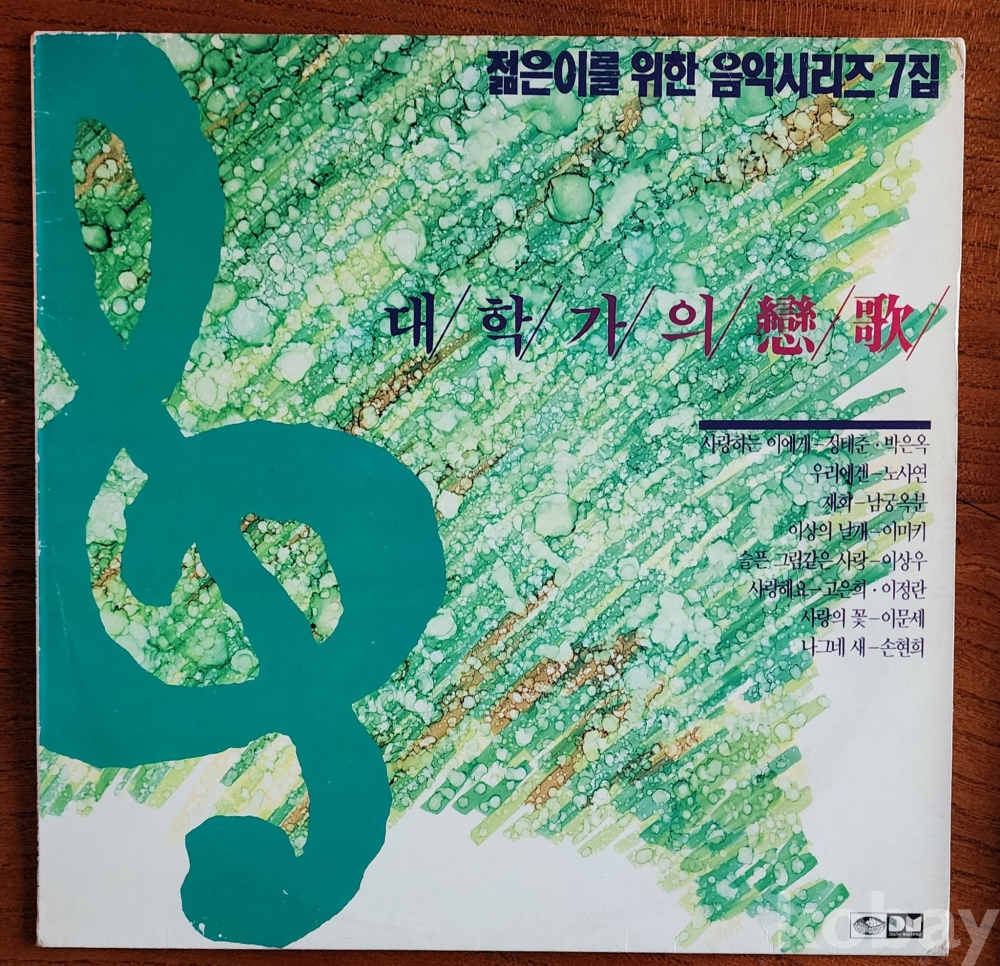 젊은이를 위한 음악시리즈 7집
대/학/가/의/戀/歌/
사랑하는 이에게–정태춘·박은옥
우리에겐–노사연
재회–남궁옥분
이상의 날개–이마키
슬픈 그림같은 사랑–이상우
사랑해요–고은희·이정란
사랑의 꽃–이문세
나그네 새–손현희
kobay